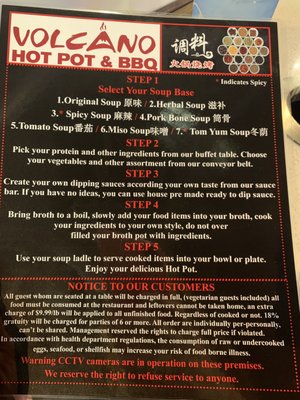 VOLCANO
HOT POT & BBQ
调料
火锅烧烤
* Indicates Spicy
STEP 1
Select Your Soup Base
1.Original Soup 原味 / 2.Herbal Soup 滋补
3.* Spicy Soup 麻辣 / 4.Pork Bone Soup 筒骨
5.Tomato Soup番茄 / 6.Miso Soup味噌 / 7.* Tom Yum Soup冬荫
STEP 2
Pick your protein and other ingredients from our buffet table. Choose
your vegetables and other assortment from our conveyor belt.
STEP 3
Create your own dipping sauces according your own taste from our sauce
bar. If you have no ideas, you can use house pre made ready to dip sauce.
STEP 4
Bring broth to a boil, slowly add your food items into your broth, cook
your ingredients to your own style, do not over
filled your broth pot with ingredients.
STEP 5
Use your soup ladle to serve cooked items into your bowl or plate.
Enjoy your delicious Hot Pot.
NOTICE TO OUR CUSTOMERS
All guest whom are seated at a table will be charged in full, (vegetarian guests included) all
food must be consumed at the restaurant and leftovers cannot be taken home, an extra
charge of $9.99/lb will be applied to all unfinished food. Regardless of cooked or not. 18%
gratuity will be charged for parties of 6 or more. All order are individually per-personally,
can't be shared. Management reserved the rights to charge full price if violated.
In accordance with health department regulations, the consumption of raw or undercooked
eggs, seafood, or shellfish may increase your risk of food borne illness.
Warning CCTV cameras are in operation on these premises.
We reserve the right to refuse service to anyone.